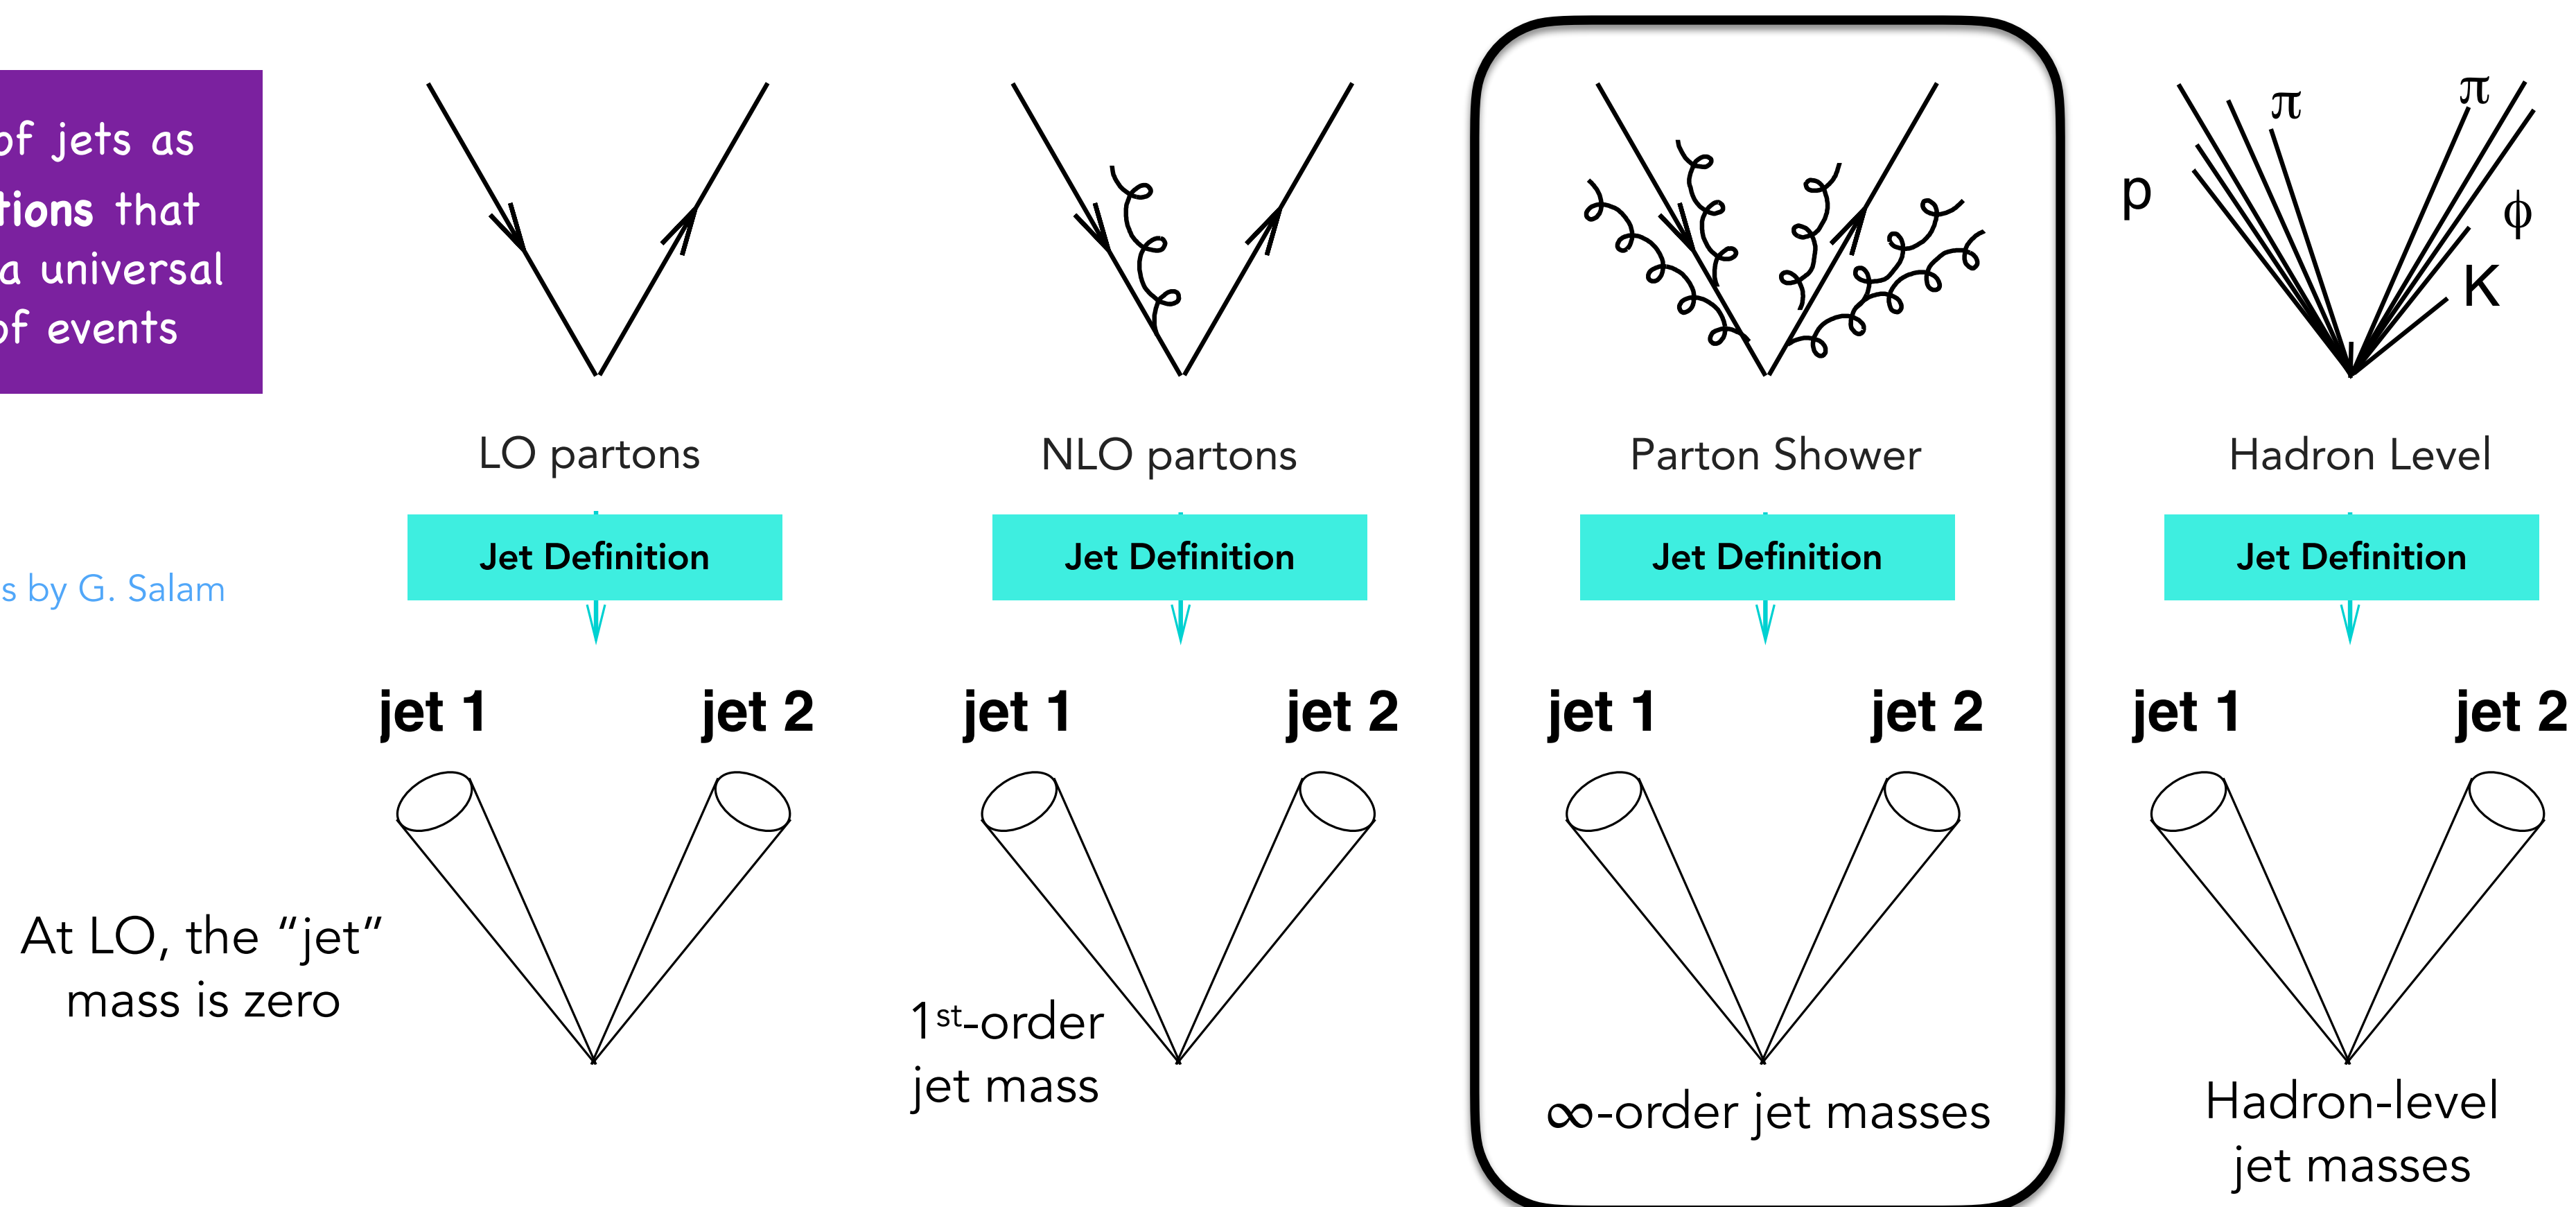 of jets as
tions that
a universal
of events
s by G. Salam
π
π
p
ϕ
K
LO partons
NLO partons
Parton Shower
Hadron Level
Jet Definition
Jet Definition
Jet Definition
Jet Definition
jet 1
jet 2
jet 1
jet 2
jet 1
jet 2
jet 1
jet 2
At LO, the “jet”
mass is zero
1st-order
jet mass
∞-order jet masses
Hadron-level
jet masses